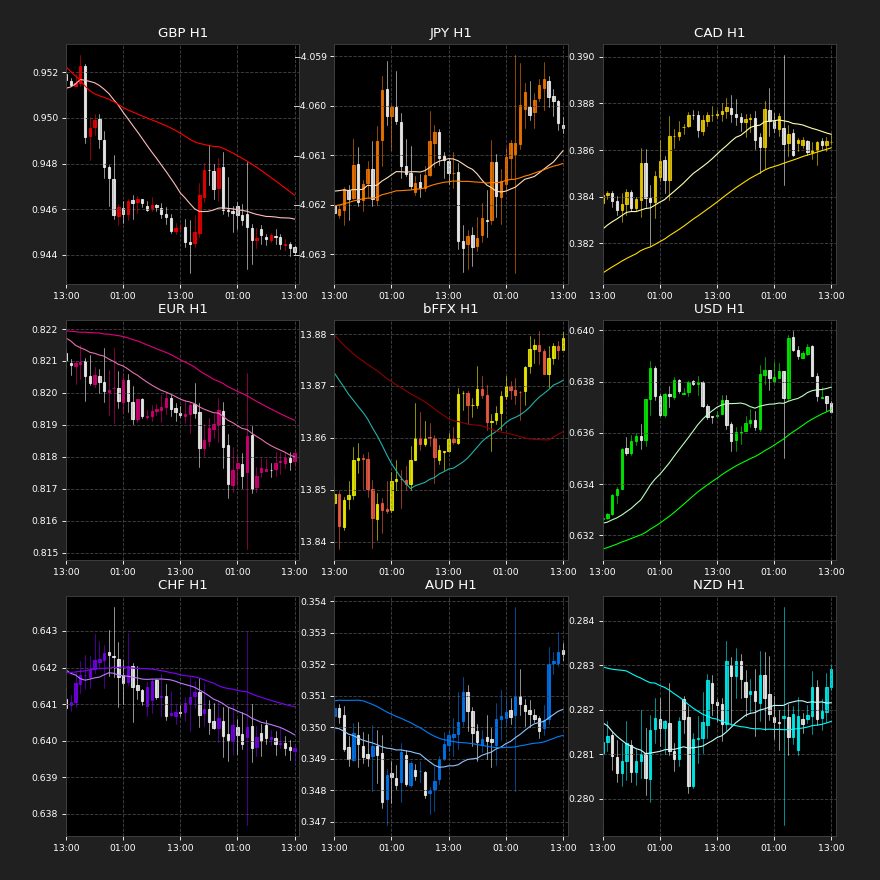 GBP H1
0.952
0.950
0.948
0.946
0.944
13:00 01:00 13:00 01:00 13:00
JPY H1
−4.059
−4.060
−4.061
−4.062
−4.063
13:00 01:00 13:00 01:00 13:00
CAD H1
0.390
0.388
0.386
0.384
0.382
13:00 01:00 13:00 01:00 13:00
EUR H1
0.822
0.821
0.820
0.819
0.818
0.817
0.816
0.815
13:00 01:00 13:00 01:00 13:00
bFFX H1
13.88
13.87
13.86
13.85
13.84
13:00 01:00 13:00 01:00 13:00
USD H1
0.640
0.638
0.636
0.634
0.632
13:00 01:00 13:00 01:00 13:00
CHF H1
0.643
0.642
0.641
0.640
0.639
0.638
13:00 01:00 13:00 01:00 13:00
AUD H1
0.354
0.353
0.352
0.351
0.350
0.349
0.348
0.347
13:00 01:00 13:00 01:00 13:00
NZD H1
0.284
0.283
0.282
0.281
0.280
13:00 01:00 13:00 01:00 13:00